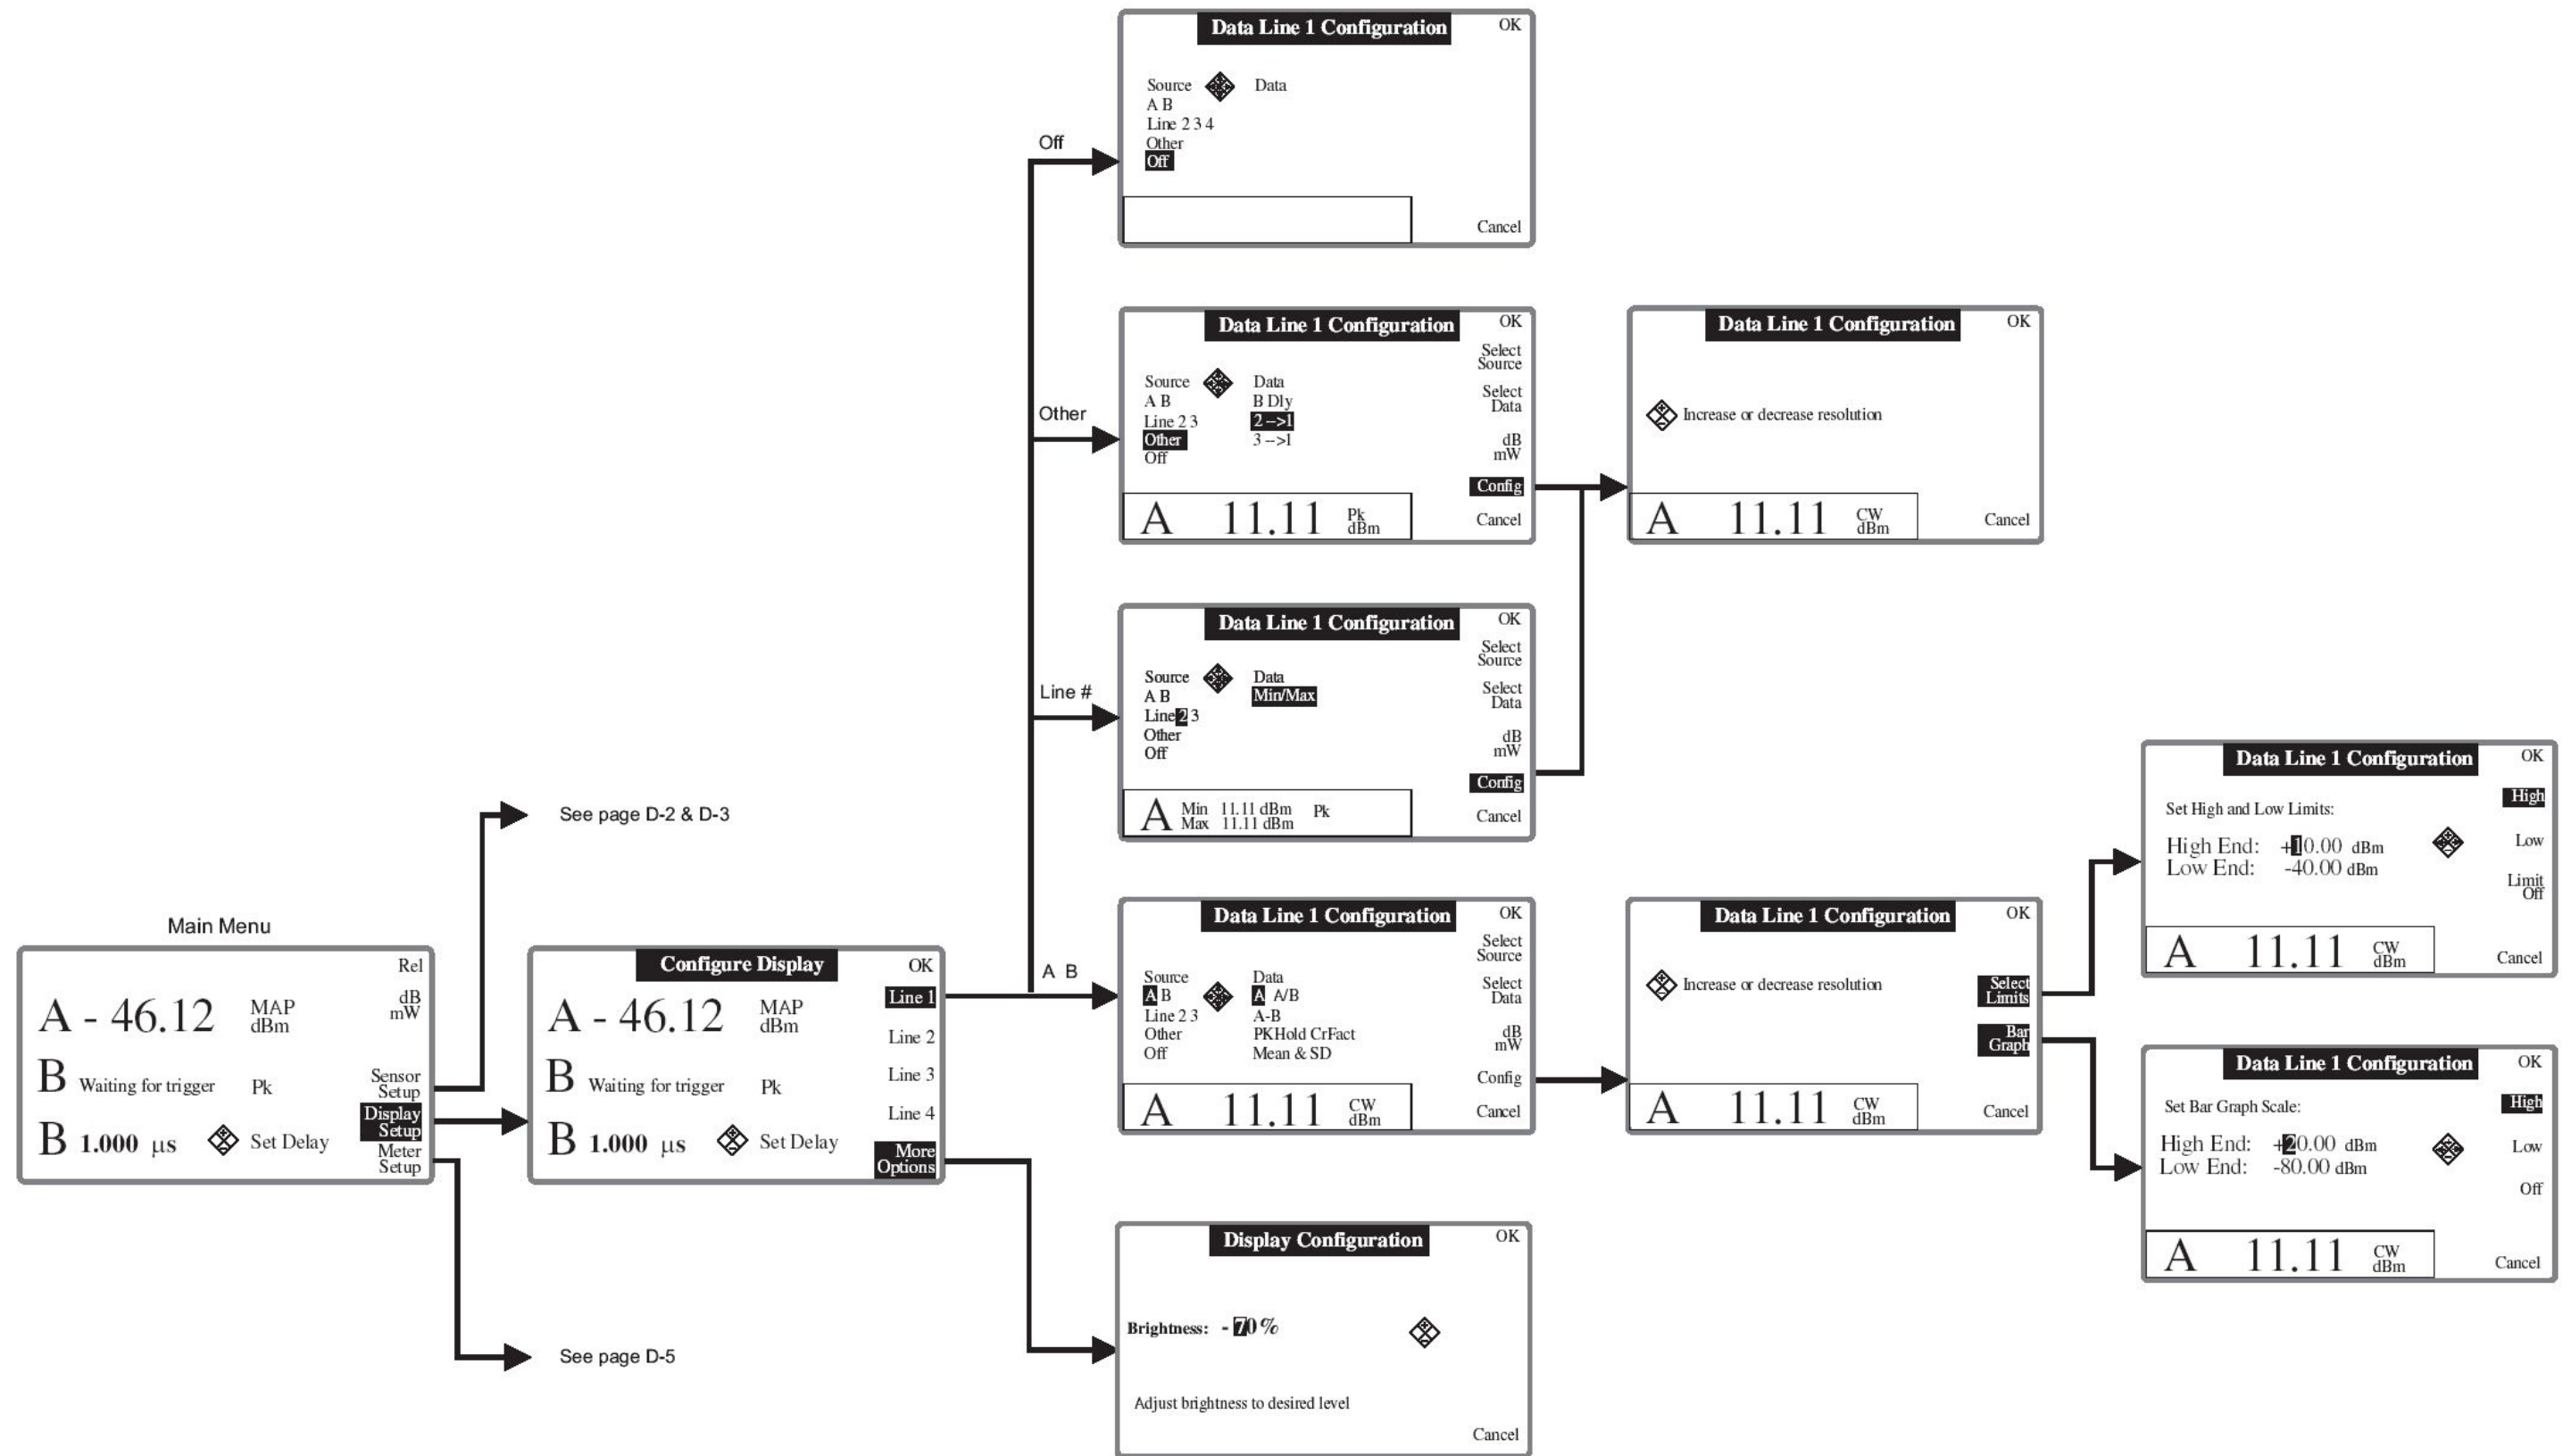 Data Line 1 Configuration
OK
Source
Data
A B
Line 2 3 4
Other
Off
Cancel
Off
Data Line 1 Configuration
OK
Select
Source
Select
Data
dB
mW
Config
Cancel
Source
Data
A B
B Dly
Line 2 3
2 -->1
Other
3 -->1
Off
A 11.11 Pk
dBm
Other
Data Line 1 Configuration
OK
Increase or decrease resolution
A 11.11 CW
dBm
Cancel
Data Line 1 Configuration
OK
Select
Source
Select
Data
dB
mW
Config
Cancel
Source
Data
A B
Min/Max
Line 2 3
Other
Off
A Min 11.11 dBm Pk
Max 11.11 dBm
Line #
See page D-2 & D-3
Main Menu
Rel
dB
mW
A - 46.12 MAP
dBm
B Waiting for trigger Pk
Sensor
Setup
Display
Setup
B 1.000 µs Set Delay
Meter
Setup
Configure Display
OK
Line 1
A - 46.12 MAP
dBm
Line 2
B Waiting for trigger Pk
Line 3
Line 4
B 1.000 µs Set Delay
More
Options
See page D-5
A B
Data Line 1 Configuration
OK
Select
Source
Select
Data
dB
mW
Config
Cancel
Source
Data
A B
A A/B
Line 2 3
A-B
Other
PKHold CrFact
Off
Mean & SD
A 11.11 CW
dBm
Data Line 1 Configuration
OK
Increase or decrease resolution
Select
Limits
Bar
Graph
A 11.11 CW
dBm
Cancel
Data Line 1 Configuration
OK
High
Set High and Low Limits:
High End: +10.00 dBm
Low
Low End: -40.00 dBm
Limit
Off
A 11.11 CW
dBm
Cancel
Data Line 1 Configuration
OK
High
Set Bar Graph Scale:
High End: +20.00 dBm
Low
Low End: -80.00 dBm
Off
A 11.11 CW
dBm
Cancel
Display Configuration
OK
Brightness: - 70%
Adjust brightness to desired level
Cancel